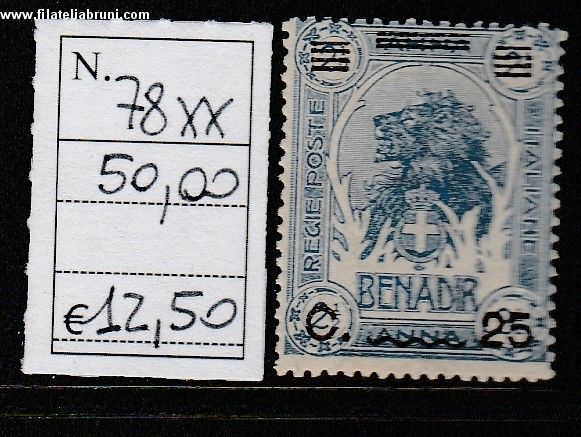 www.filateliabruni.com
N.
78 xx
50,00
€12,50
REGIE POSTE
ITALIANE
BENADIR
C. 25
ANNA